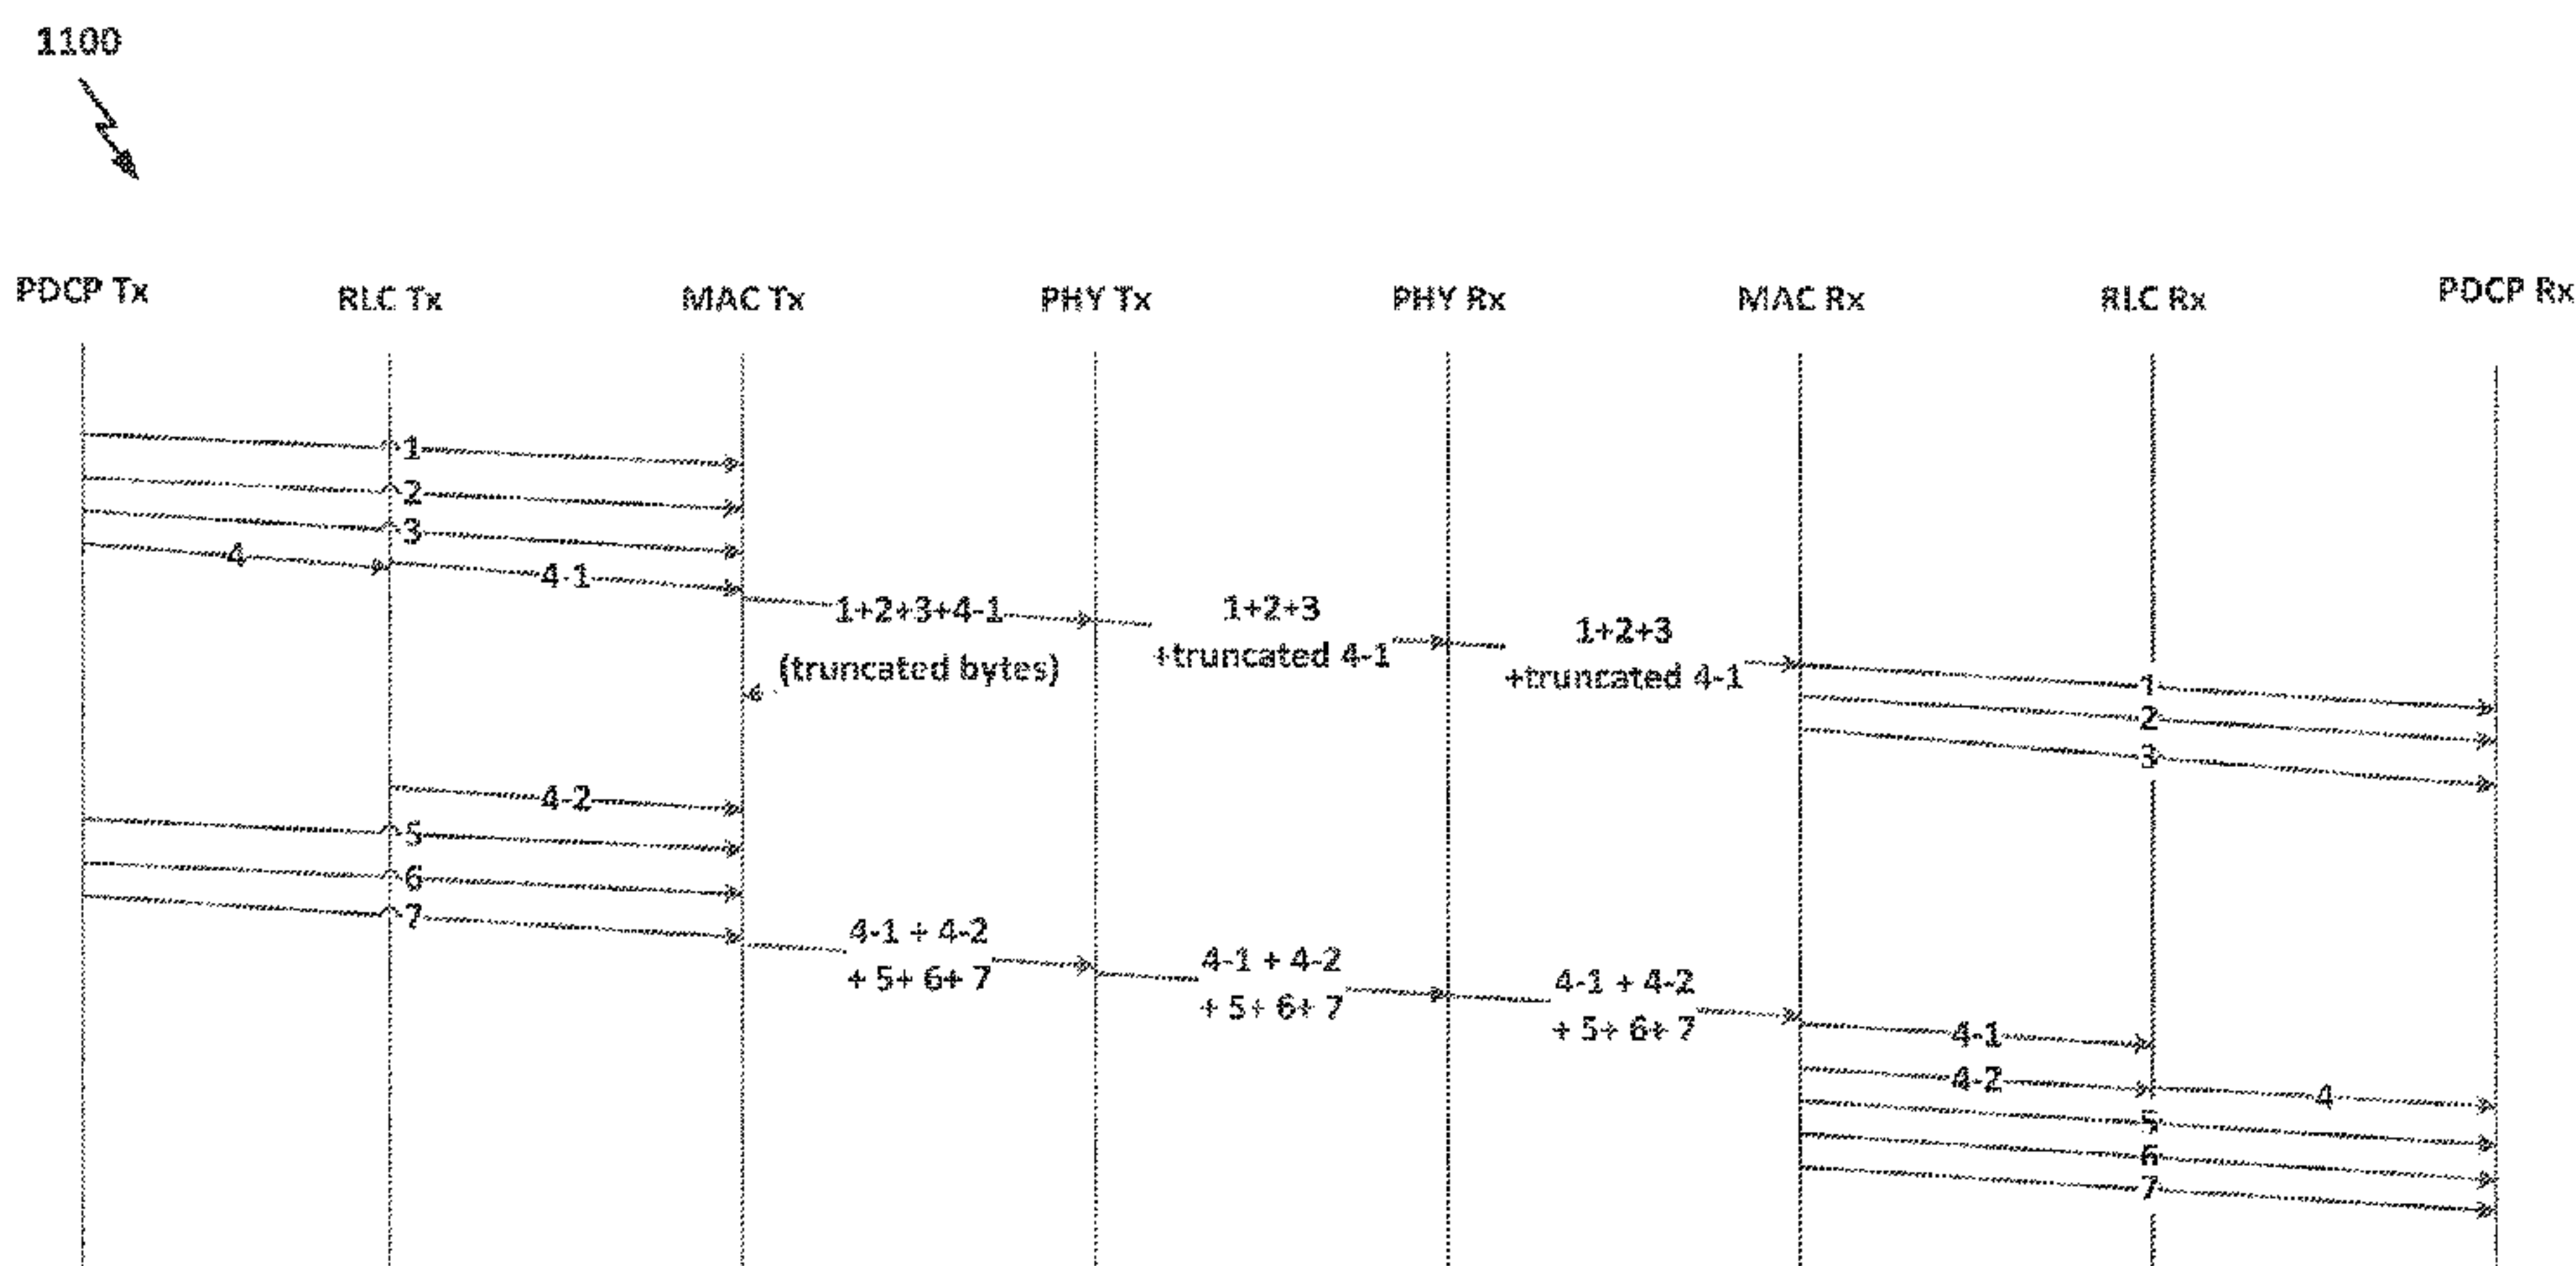 1100
PDCP Tx RLC Tx MAC Tx PHY Tx PHY Rx MAC Rx RLC Rx PDCP Rx
1
2
3
4
4-1
1+2+3+4-1
(truncated bytes)
1+2+3
+truncated 4-1
1+2+3
+truncated 4-1
1
2
3
4-2
5
6
7
4-1 + 4-2
+ 5+ 6+ 7
4-1 + 4-2
+ 5+ 6+ 7
4-1 + 4-2
+ 5+ 6+ 7
4-1
4-2
4
5
6
7